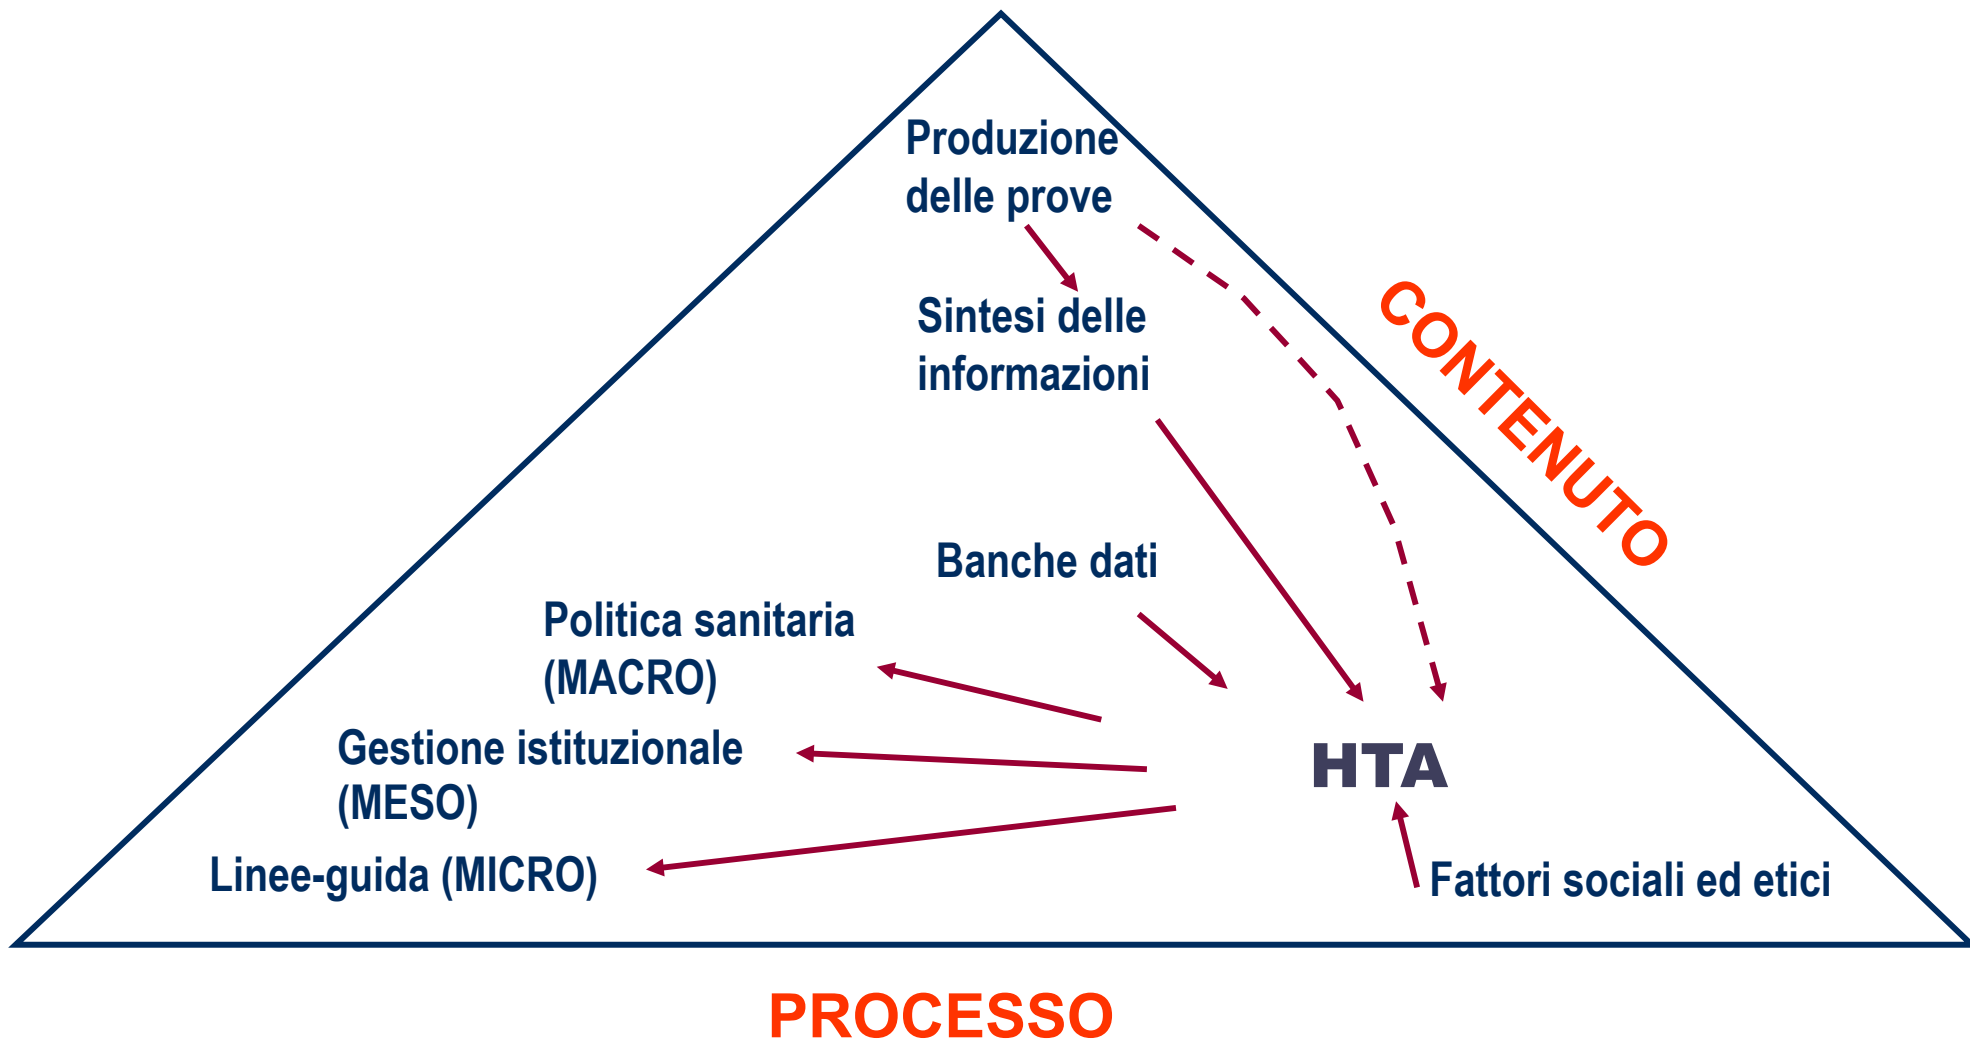 Produzione
delle prove
Sintesi delle
informazioni
CONTENUTO
Banche dati
Politica sanitaria
(MACRO)
Gestione istituzionale
(MESO)
HTA
Linee-guida (MICRO)
Fattori sociali ed etici
PROCESSO